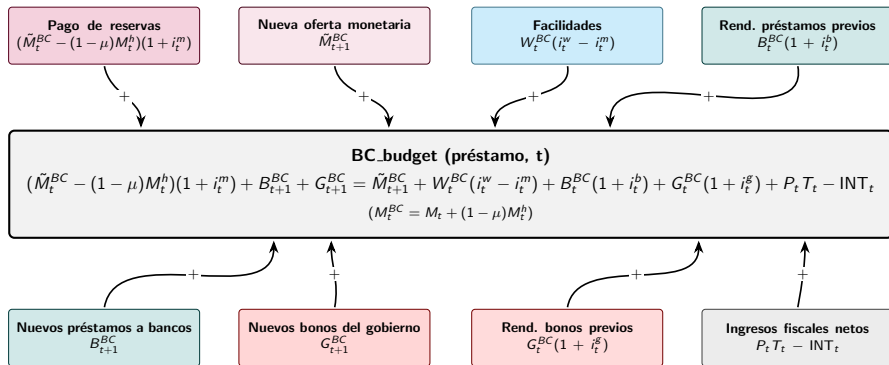 Pago de reservas
(M̃_t^{BC} − (1 − μ)M_t^h)(1 + i_t^m)
Nueva oferta monetaria
M̃_{t+1}^{BC}
Facilidades
W_t^{BC}(i_t^w − i_t^m)
Rend. préstamos previos
B_t^{BC}(1 + i_t^b)
+
+
+
+
BC_budget (préstamo, t)
(M̃_t^{BC} − (1 − μ)M_t^h)(1 + i_t^m) + B_{t+1}^{BC} + G_{t+1}^{BC} = M̃_{t+1}^{BC} + W_t^{BC}(i_t^w − i_t^m) + B_t^{BC}(1 + i_t^b) + G_t^{BC}(1 + i_t^g) + P_t T_t − INT_t
(M_t^{BC} = M_t + (1 − μ)M_t^h)
+
+
+
+
Nuevos préstamos a bancos
B_{t+1}^{BC}
Nuevos bonos del gobierno
G_{t+1}^{BC}
Rend. bonos previos
G_t^{BC}(1 + i_t^g)
Ingresos fiscales netos
P_t T_t − INT_t